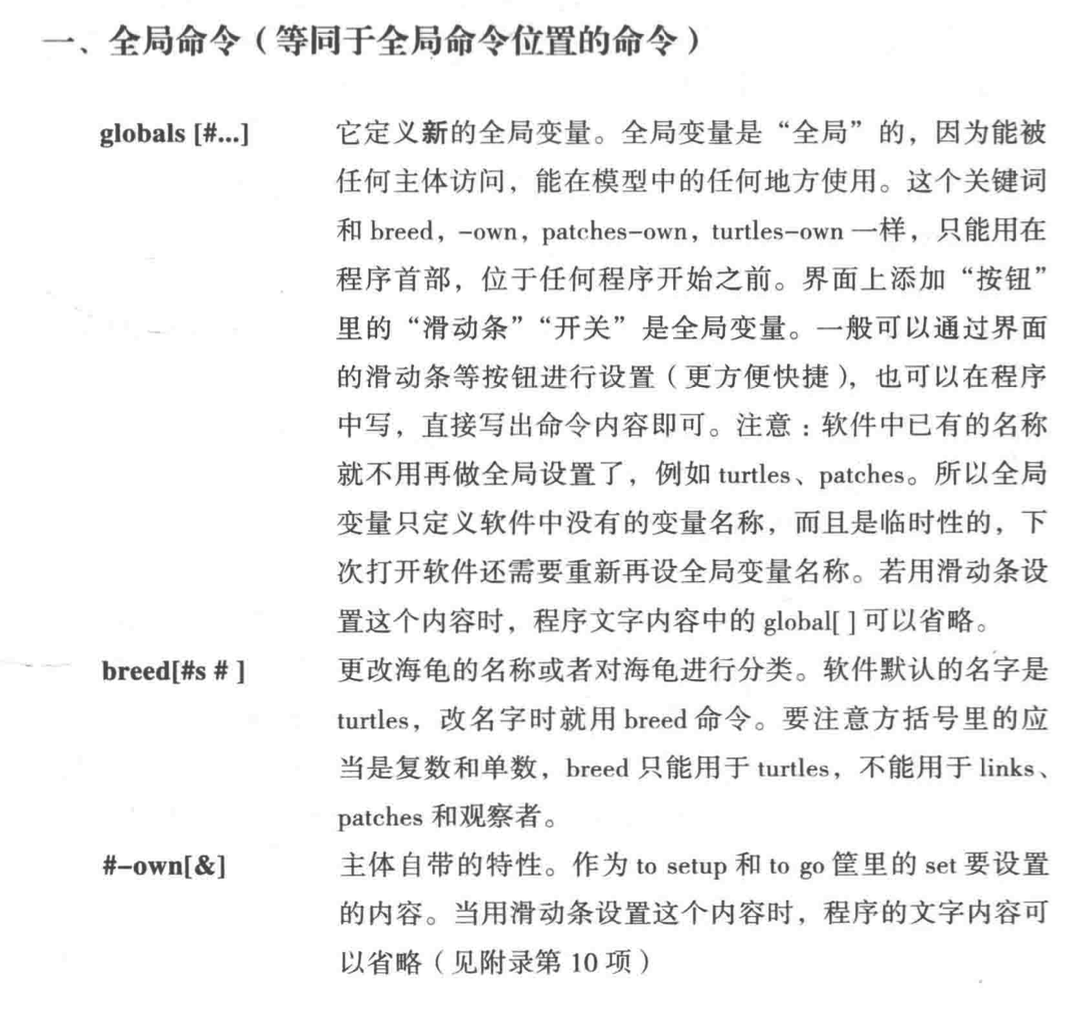 一、全局命令（等同于全局命令位置的命令）
globals [#...] 它定义新的全局变量。全局变量是“全局”的，因为能被
任何主体访问，能在模型中的任何地方使用。这个关键词
和 breed，-own，patches-own，turtles-own 一样，只能用在
程序首部，位于任何程序开始之前。界面上添加“按钮”
里的“滑动条”“开关”是全局变量。一般可以通过界面
的滑动条等按钮进行设置（更方便快捷），也可以在程序
中写，直接写出命令内容即可。注意：软件中已有的名称
就不用再做全局设置了，例如 turtles、patches。所以全局
变量只定义软件中没有的变量名称，而且是临时性的，下
次打开软件还需要重新再设全局变量名称。若用滑动条设
置这个内容时，程序文字内容中的 global[ ] 可以省略。
breed[#s # ] 更改海龟的名称或者对海龟进行分类。软件默认的名字是
turtles，改名字时就用 breed 命令。要注意方括号里的应
当是复数和单数，breed 只能用于 turtles，不能用于 links、
patches 和观察者。
#-own[&] 主体自带的特性。作为 to setup 和 to go 筐里的 set 要设置
的内容。当用滑动条设置这个内容时，程序的文字内容可
以省略（见附录第 10 项）